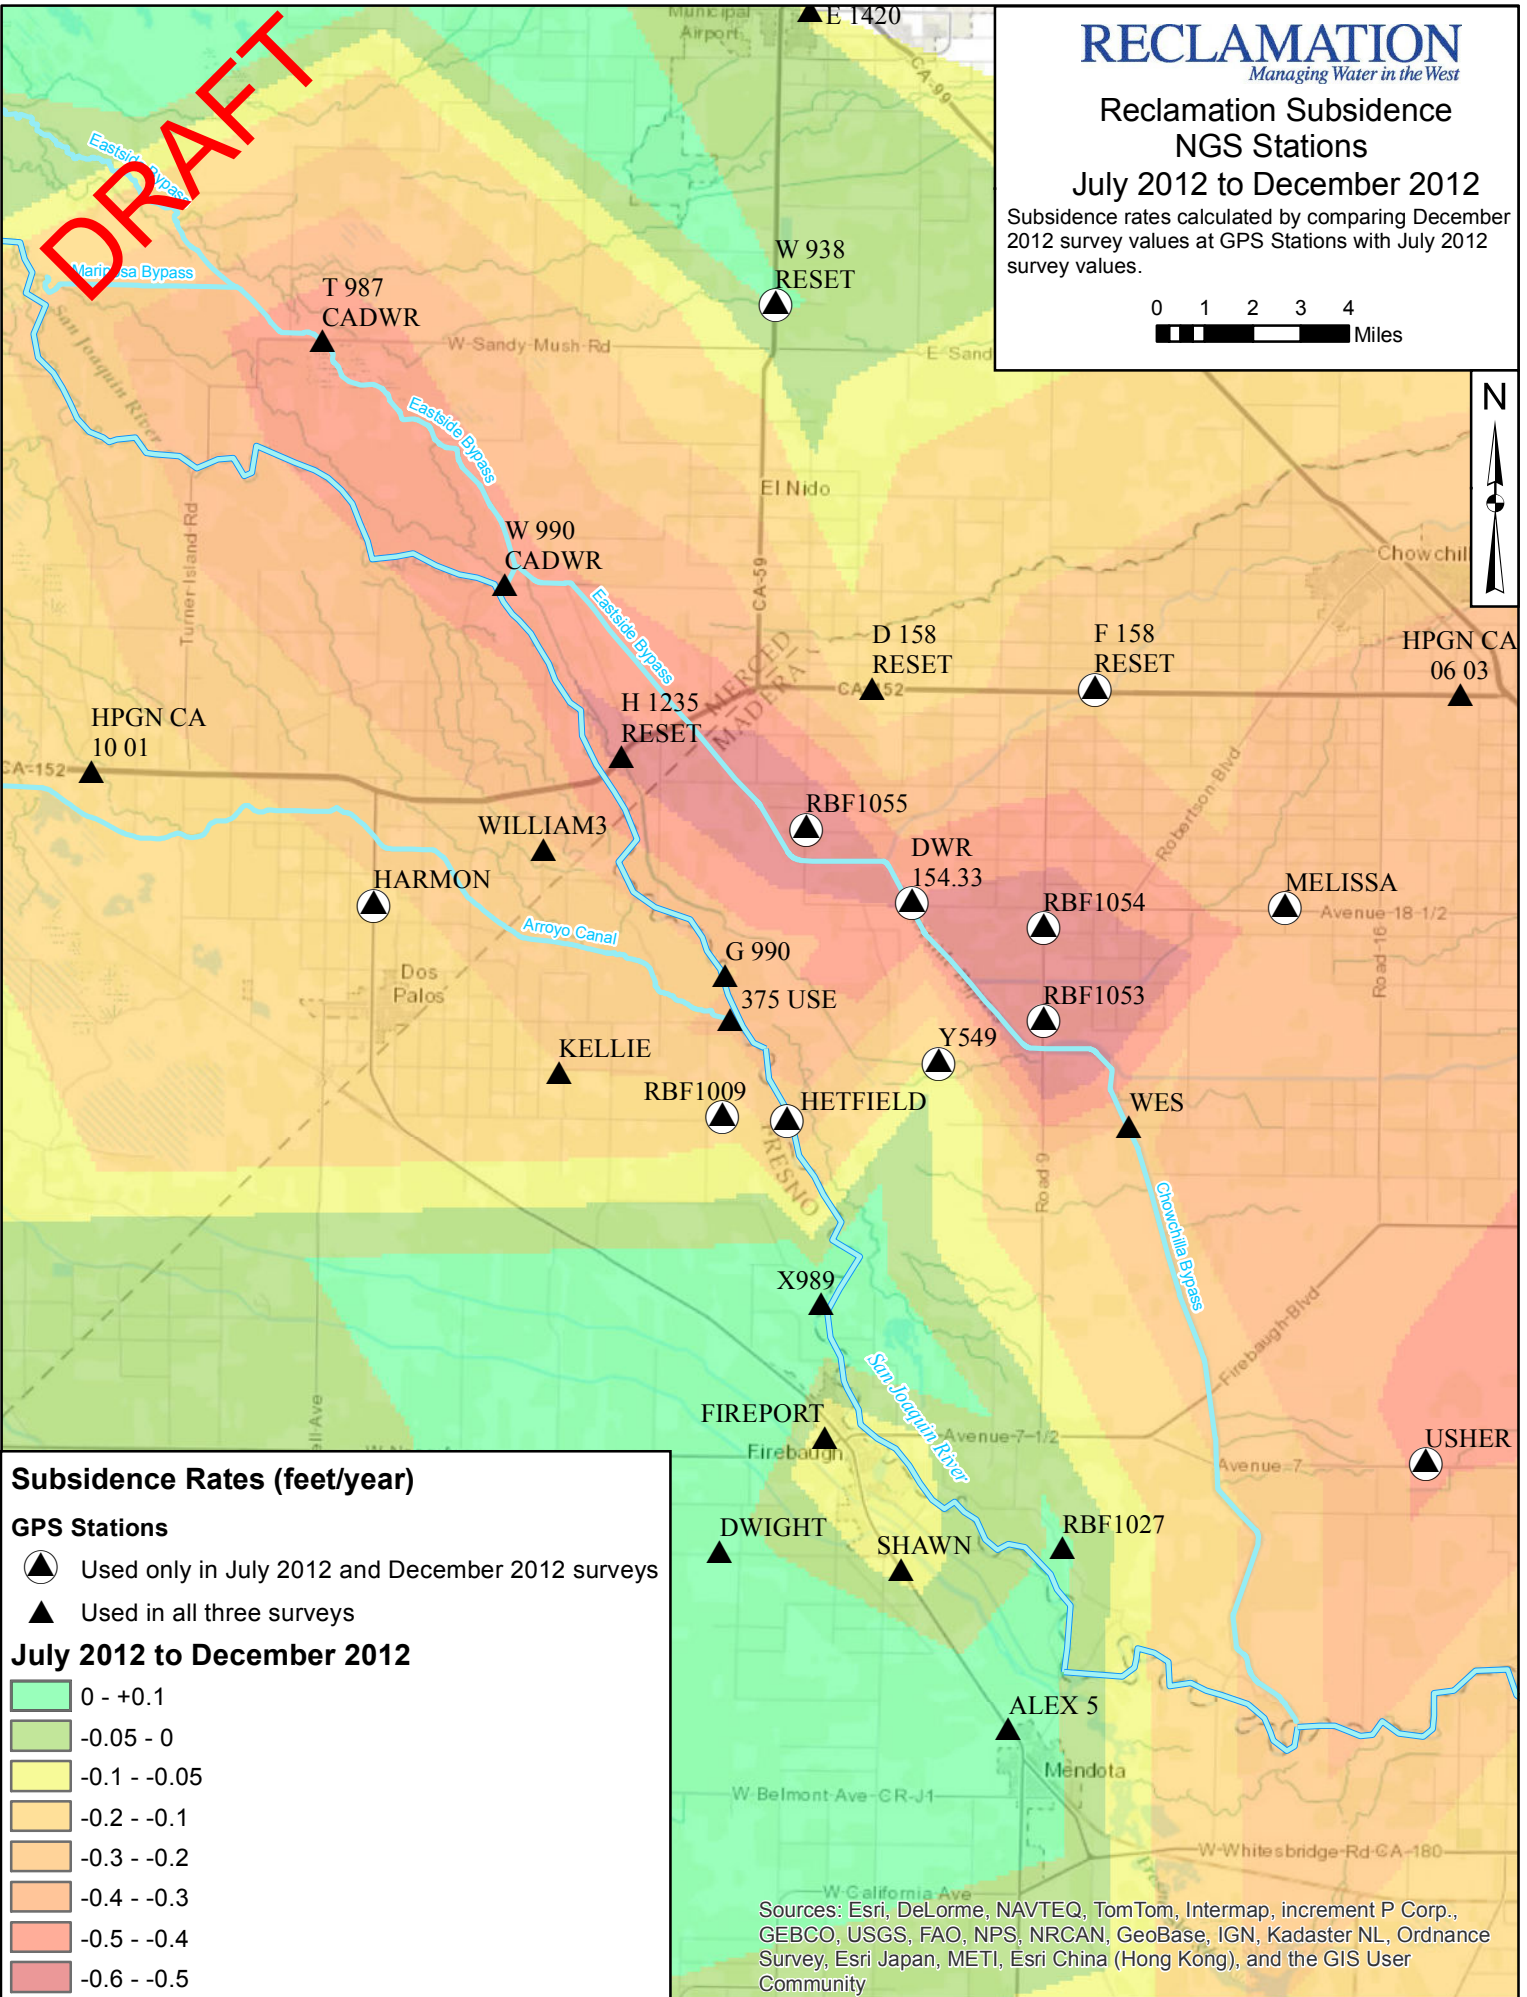 Municipal
Airport
E 1420
CA-99
RECLAMATION
Managing Water in the West
Reclamation Subsidence
NGS Stations
July 2012 to December 2012
Subsidence rates calculated by comparing December
2012 survey values at GPS Stations with July 2012
survey values.
0 1 2 3 4
Miles
N
DRAFT
Eastside Bypass
Mariposa Bypass
San Joaquin River
T 987
CADWR
W 938
RESET
W-Sandy-Mush-Rd
E-Sand
Eastside Bypass
El Nido
Turner-Island-Rd
W 990
CADWR
CA-59
Chowchil
Eastside Bypass
D 158
RESET
F 158
RESET
HPGN CA
06 03
MERCED
MADERA
CA-152
H 1235
RESET
HPGN CA
10 01
CA-152
RBF1055
Robertson-Blvd
WILLIAM3
DWR
154.33
HARMON
RBF1054
MELISSA
Avenue-18-1/2
Arroyo Canal
Road-16
G 990
Dos
Palos
375 USE
RBF1053
Y549
KELLIE
RBF1009
HETFIELD
WES
FRESNO
Road 9
Chowchilla Bypass
X989
San Joaquin River
Firebaugh-Blvd
FIREPORT
Firebaugh
Avenue-7-1/2
USHER
Avenue-7
ell-Ave
DWIGHT
SHAWN
RBF1027
ALEX 5
Mendota
W-Belmont-Ave-CR-J1
W-Whitesbridge-Rd-CA-180
W-California-Ave
Subsidence Rates (feet/year)
GPS Stations
Used only in July 2012 and December 2012 surveys
Used in all three surveys
July 2012 to December 2012
0 - +0.1
-0.05 - 0
-0.1 - -0.05
-0.2 - -0.1
-0.3 - -0.2
-0.4 - -0.3
-0.5 - -0.4
-0.6 - -0.5
Sources: Esri, DeLorme, NAVTEQ, TomTom, Intermap, increment P Corp.,
GEBCO, USGS, FAO, NPS, NRCAN, GeoBase, IGN, Kadaster NL, Ordnance
Survey, Esri Japan, METI, Esri China (Hong Kong), and the GIS User
Community